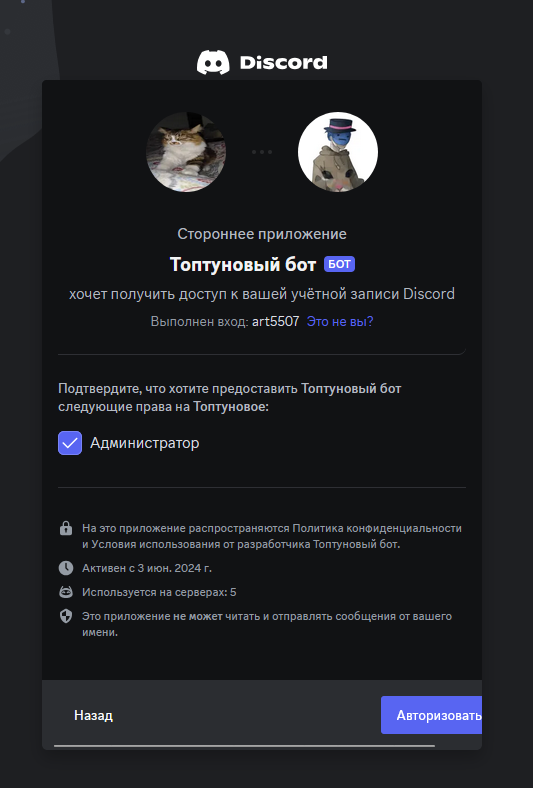 Discord
Стороннее приложение
Топтуновый бот БОТ
хочет получить доступ к вашей учётной записи Discord
Выполнен вход: art5507 Это не вы?
Подтвердите, что хотите предоставить Топтуновый бот
следующие права на Топтуновое:
Администратор
На это приложение распространяются Политика конфиденциальности
и Условия использования от разработчика Топтуновый бот.
Активен с 3 июн. 2024 г.
Используется на серверах: 5
Это приложение не может читать и отправлять сообщения от вашего
имени.
Назад Авторизовать